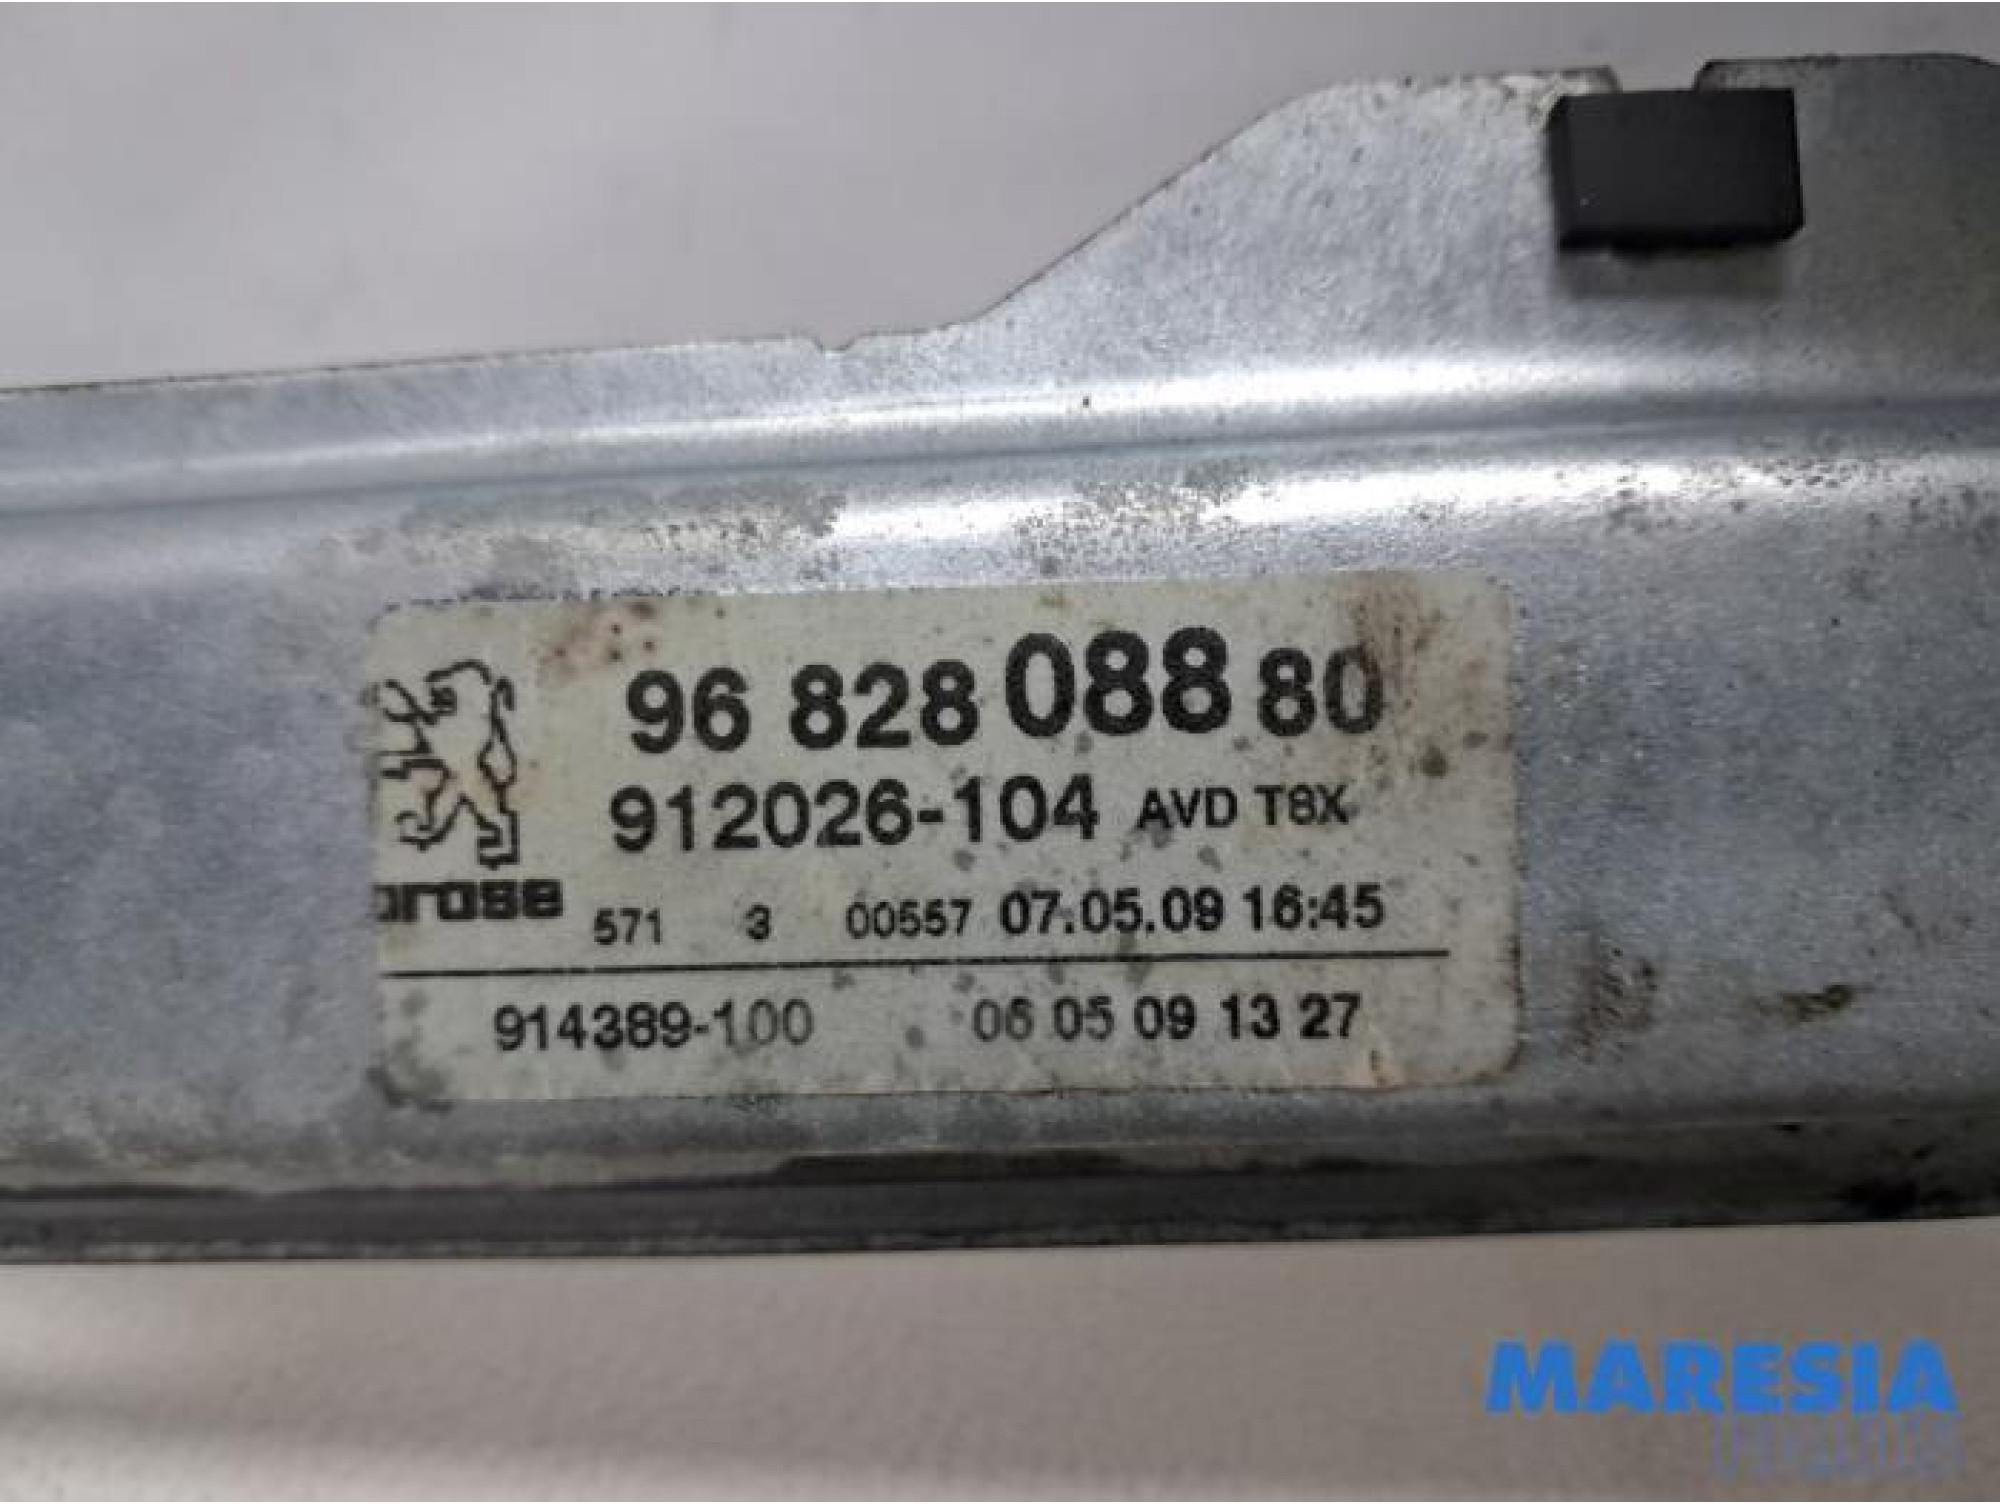 96 828 088 80
912026-104 AVD T8X
brose 571 3 00557 07.05.09 16:45
914389-100 06 05 09 13 27
MARESIA